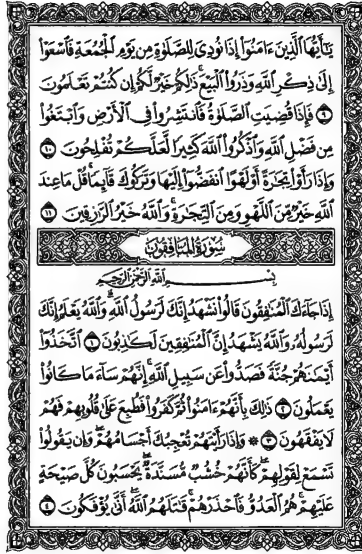 يَٰٓأَيُّهَا ٱلَّذِينَ ءَامَنُوٓا۟ إِذَا نُودِىَ لِلصَّلَوٰةِ مِن يَوْمِ ٱلْجُمُعَةِ فَٱسْعَوْا۟
إِلَىٰ ذِكْرِ ٱللَّهِ وَذَرُوا۟ ٱلْبَيْعَ ۚ ذَٰلِكُمْ خَيْرٌ لَّكُمْ إِن كُنتُمْ تَعْلَمُونَ
٩ فَإِذَا قُضِيَتِ ٱلصَّلَوٰةُ فَٱنتَشِرُوا۟ فِى ٱلْأَرْضِ وَٱبْتَغُوا۟
مِن فَضْلِ ٱللَّهِ وَٱذْكُرُوا۟ ٱللَّهَ كَثِيرًا لَّعَلَّكُمْ تُفْلِحُونَ ١٠
وَإِذَا رَأَوْا۟ تِجَٰرَةً أَوْ لَهْوًا ٱنفَضُّوٓا۟ إِلَيْهَا وَتَرَكُوكَ قَآئِمًا ۚ قُلْ مَا عِندَ
ٱللَّهِ خَيْرٌ مِّنَ ٱللَّهْوِ وَمِنَ ٱلتِّجَٰرَةِ ۚ وَٱللَّهُ خَيْرُ ٱلرَّٰزِقِينَ ١١
سُورَةُ المُنَافِقُونَ
بِسْمِ ٱللَّهِ ٱلرَّحْمَٰنِ ٱلرَّحِيمِ
إِذَا جَآءَكَ ٱلْمُنَٰفِقُونَ قَالُوا۟ نَشْهَدُ إِنَّكَ لَرَسُولُ ٱللَّهِ ۗ وَٱللَّهُ يَعْلَمُ إِنَّكَ
لَرَسُولُهُۥ وَٱللَّهُ يَشْهَدُ إِنَّ ٱلْمُنَٰفِقِينَ لَكَٰذِبُونَ ١ ٱتَّخَذُوٓا۟
أَيْمَٰنَهُمْ جُنَّةً فَصَدُّوا۟ عَن سَبِيلِ ٱللَّهِ ۚ إِنَّهُمْ سَآءَ مَا كَانُوا۟
يَعْمَلُونَ ٢ ذَٰلِكَ بِأَنَّهُمْ ءَامَنُوا۟ ثُمَّ كَفَرُوا۟ فَطُبِعَ عَلَىٰ قُلُوبِهِمْ فَهُمْ
لَا يَفْقَهُونَ ٣ ۞ وَإِذَا رَأَيْتَهُمْ تُعْجِبُكَ أَجْسَامُهُمْ ۖ وَإِن يَقُولُوا۟
تَسْمَعْ لِقَوْلِهِمْ ۖ كَأَنَّهُمْ خُشُبٌ مُّسَنَّدَةٌ ۖ يَحْسَبُونَ كُلَّ صَيْحَةٍ
عَلَيْهِمْ ۚ هُمُ ٱلْعَدُوُّ فَٱحْذَرْهُمْ ۚ قَٰتَلَهُمُ ٱللَّهُ ۖ أَنَّىٰ يُؤْفَكُونَ ٤